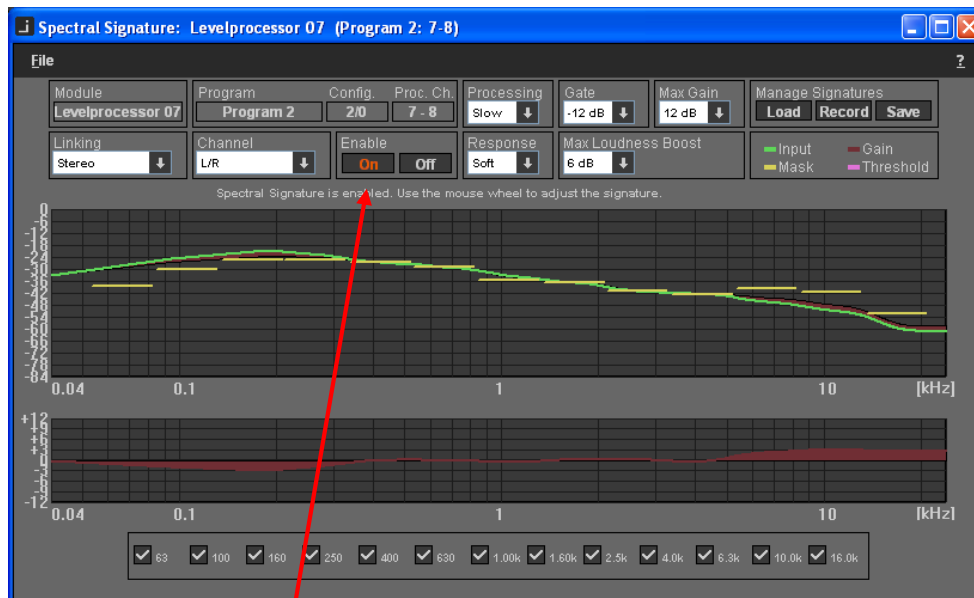 Spectral Signature: Levelprocessor 07 (Program 2: 7-8)
File ?
Module Program Config. Proc. Ch. Processing Gate Max Gain Manage Signatures
Levelprocessor 07 Program 2 2/0 7 - 8 Slow -12 dB 12 dB Load Record Save
Linking Channel Enable Response Max Loudness Boost
Stereo L/R On Off Soft 6 dB
Input Gain
Mask Threshold
Spectral Signature is enabled. Use the mouse wheel to adjust the signature.
0
-6
-12
-18
-24
-30
-36
-42
-48
-54
-60
-66
-72
-78
-84
0.04 0.1 1 10 [kHz]
+12
+9
+6
+3
0
-3
-6
-9
-12
0.04 0.1 1 10 [kHz]
63 100 160 250 400 630 1.00k 1.60k 2.5k 4.0k 6.3k 10.0k 16.0k